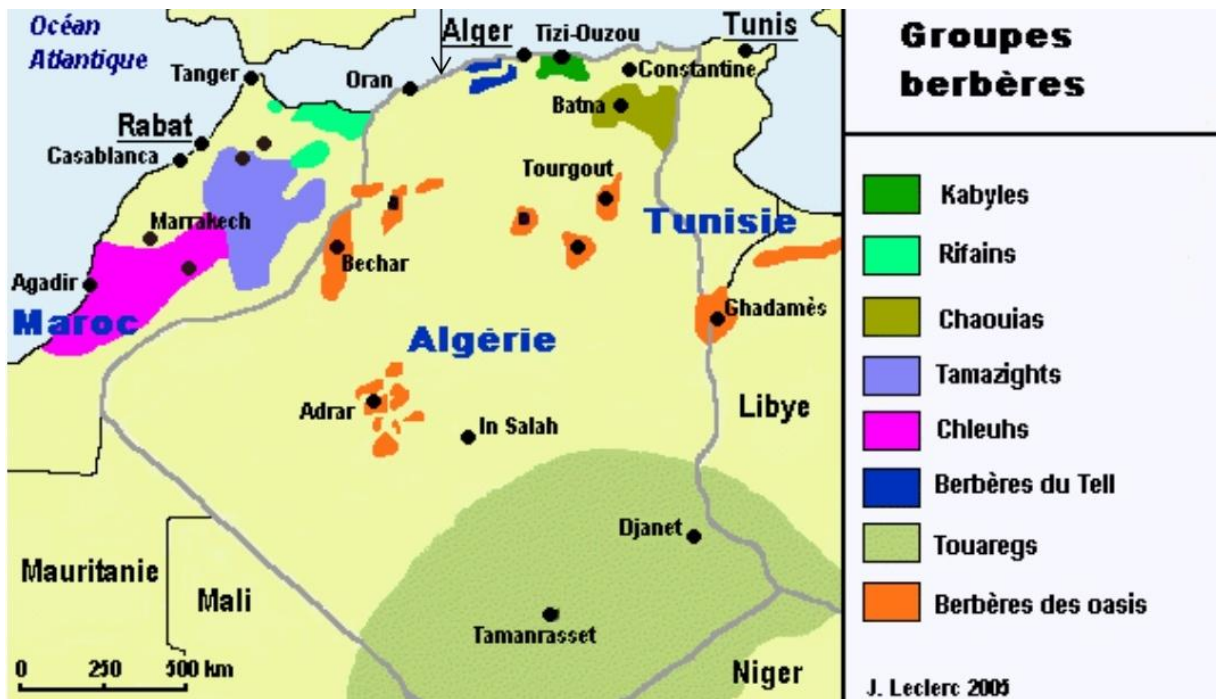 Océan
Atlantique
Tanger
Rabat
Casablanca
Marrakech
Agadir
Maroc
Oran
Alger
Tizi-Ouzou
Constantine
Tunis
Batna
Tourgout
Tunisie
Bechar
Ghadamès
Algérie
Adrar
In Salah
Libye
Djanet
Mauritanie
Mali
Tamanrasset
Niger
0 250 500 km
Groupes
berbères
Kabyles
Rifains
Chaouias
Tamazights
Chleuhs
Berbères du Tell
Touaregs
Berbères des oasis
J. Leclerc 2005